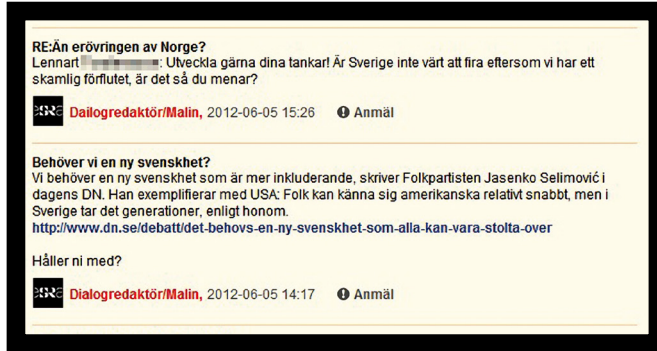 RE:Än erövringen av Norge?
Lennart : Utveckla gärna dina tankar! Är Sverige inte värt att fira eftersom vi har ett
skamlig förflutet, är det så du menar?
Dailogredaktör/Malin, 2012-06-05 15:26 Anmäl
Behöver vi en ny svenskhet?
Vi behöver en ny svenskhet som är mer inkluderande, skriver Folkpartisten Jasenko Selimović i
dagens DN. Han exemplifierar med USA: Folk kan känna sig amerikanska relativt snabbt, men i
Sverige tar det generationer, enligt honom.
http://www.dn.se/debatt/det-behovs-en-ny-svenskhet-som-alla-kan-vara-stolta-over
Håller ni med?
Dialogredaktör/Malin, 2012-06-05 14:17 Anmäl